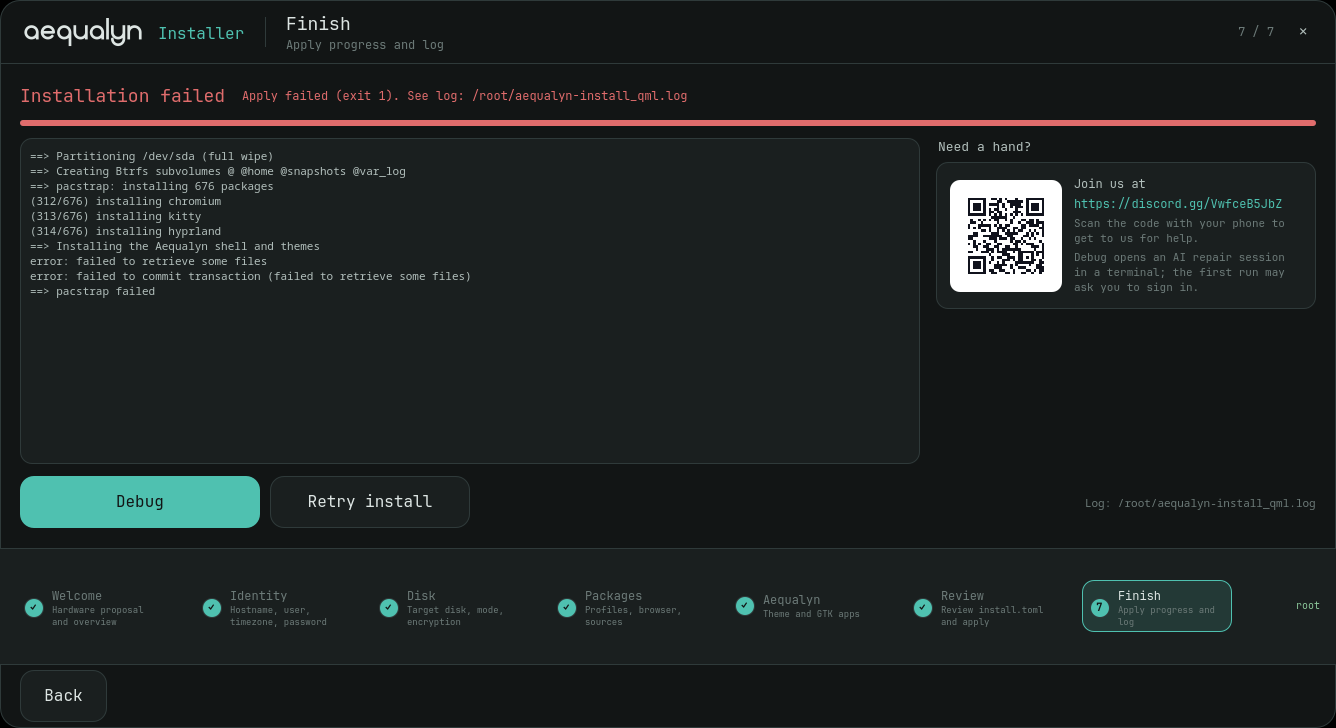 aequalyn Installer
Finish
Apply progress and log
7 / 7 ×
Installation failed Apply failed (exit 1). See log: /root/aequalyn-install_qml.log
==> Partitioning /dev/sda (full wipe)
==> Creating Btrfs subvolumes @ @home @snapshots @var_log
==> pacstrap: installing 676 packages
(312/676) installing chromium
(313/676) installing kitty
(314/676) installing hyprland
==> Installing the Aequalyn shell and themes
error: failed to retrieve some files
error: failed to commit transaction (failed to retrieve some files)
==> pacstrap failed
Need a hand?
Join us at
https://discord.gg/VwfceB5JbZ
Scan the code with your phone to
get to us for help.
Debug opens an AI repair session
in a terminal; the first run may
ask you to sign in.
Debug
Retry install
Log: /root/aequalyn-install_qml.log
Welcome
Hardware proposal
and overview
Identity
Hostname, user,
timezone, password
Disk
Target disk, mode,
encryption
Packages
Profiles, browser,
sources
Aequalyn
Theme and GTK apps
Review
Review install.toml
and apply
7
Finish
Apply progress and
log
root
Back